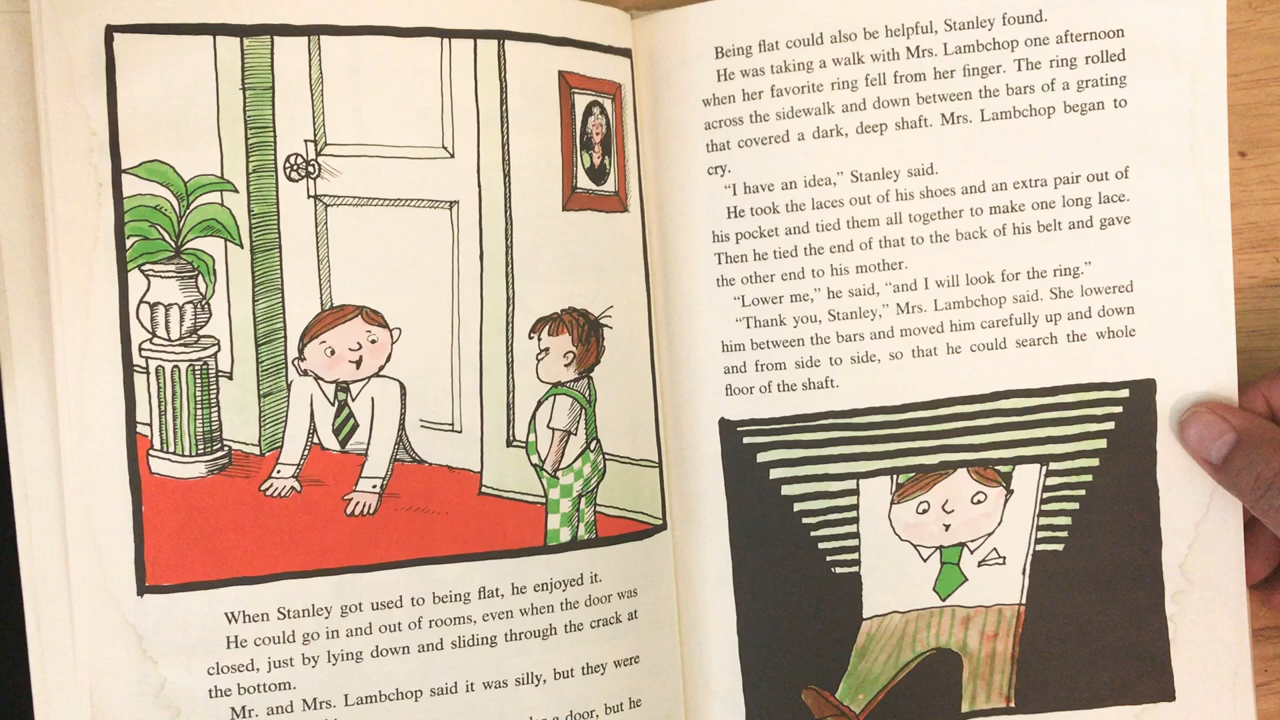 When Stanley got used to being flat, he enjoyed it.
He could go in and out of rooms, even when the door was
closed, just by lying down and sliding through the crack at
the bottom.
Mr. and Mrs. Lambchop said it was silly, but they were
a door, but he
Being flat could also be helpful, Stanley found.
He was taking a walk with Mrs. Lambchop one afternoon
when her favorite ring fell from her finger. The ring rolled
across the sidewalk and down between the bars of a grating
that covered a dark, deep shaft. Mrs. Lambchop began to
cry.
“I have an idea,” Stanley said.
He took the laces out of his shoes and an extra pair out of
his pocket and tied them all together to make one long lace.
Then he tied the end of that to the back of his belt and gave
the other end to his mother.
“Lower me,” he said, “and I will look for the ring.”
“Thank you, Stanley,” Mrs. Lambchop said. She lowered
him between the bars and moved him carefully up and down
and from side to side, so that he could search the whole
floor of the shaft.